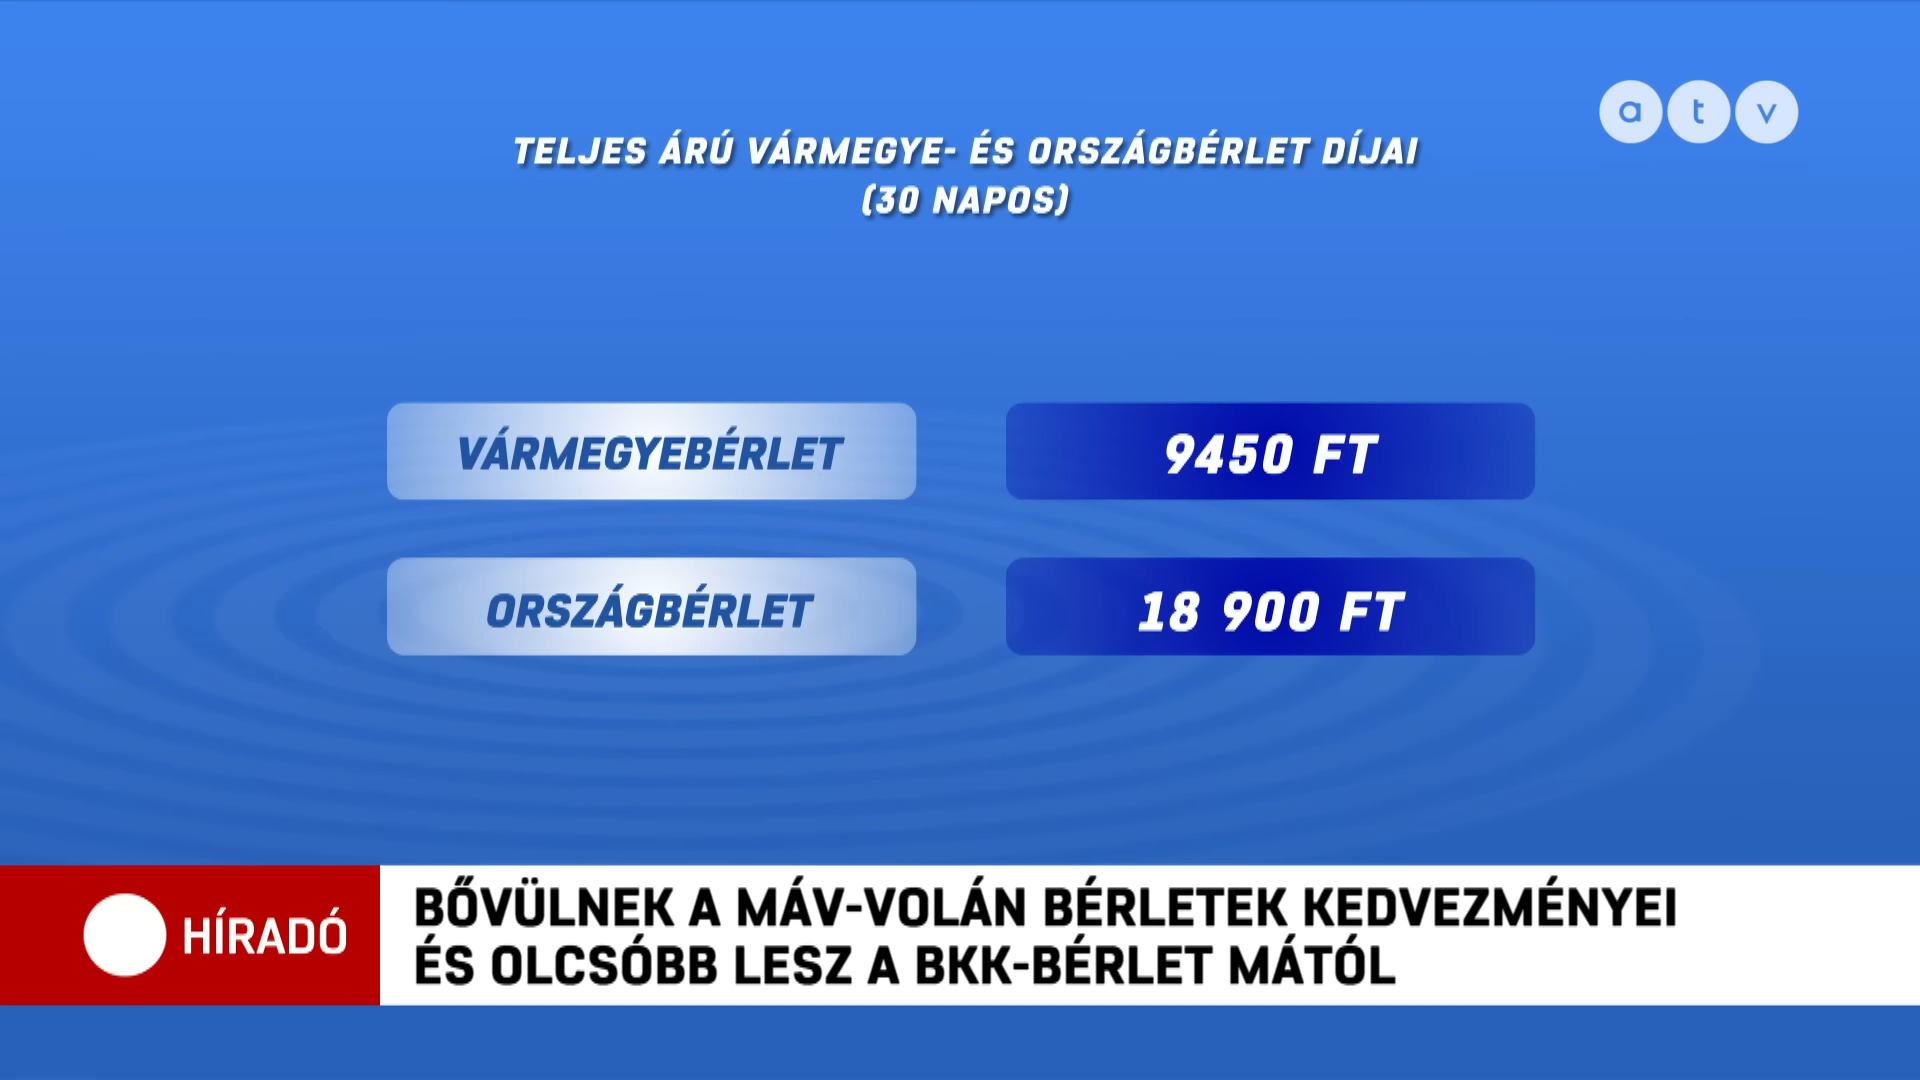 a t v
TELJES ÁRÚ VÁRMEGYE- ÉS ORSZÁGBÉRLET DÍJAI
(30 NAPOS)
VÁRMEGYEBÉRLET 9450 FT
ORSZÁGBÉRLET 18 900 FT
HÍRADÓ
BŐVÜLNEK A MÁV-VOLÁN BÉRLETEK KEDVEZMÉNYEI
ÉS OLCSÓBB LESZ A BKK-BÉRLET MÁTÓL